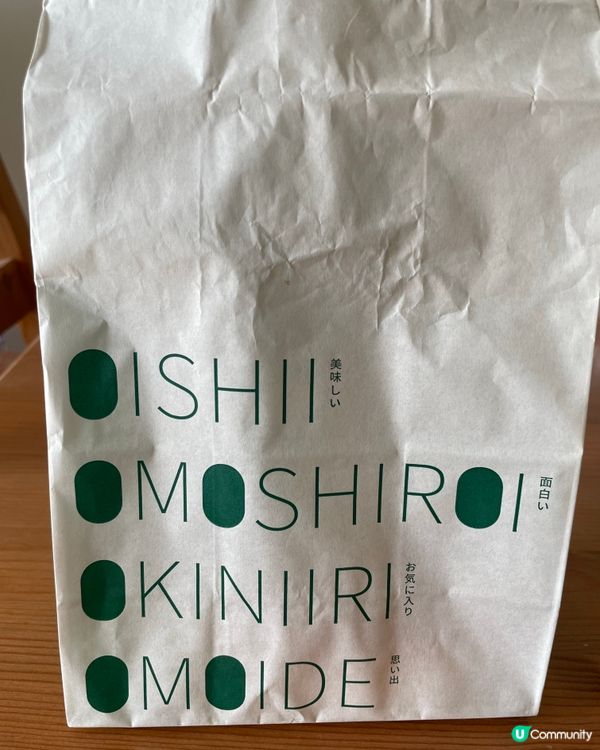 OISHII 美味しい
OMOSHIROI 面白い
OKINIIRI お気に入り
OMOIDE 思い出
U Community